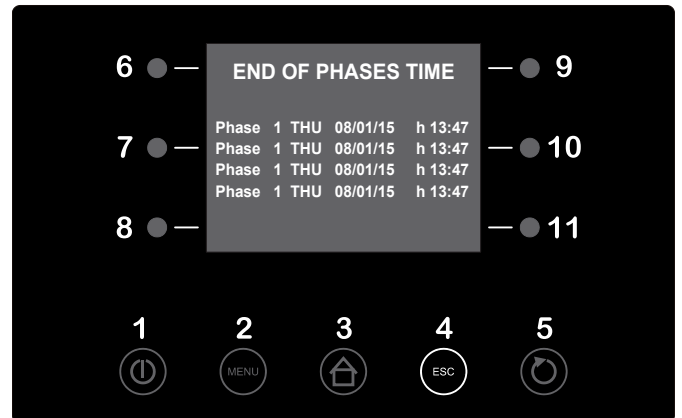 6 END OF PHASES TIME 9
Phase 1 THU 08/01/15 h 13:47
7 Phase 1 THU 08/01/15 h 13:47 10
Phase 1 THU 08/01/15 h 13:47
Phase 1 THU 08/01/15 h 13:47
8 11
1 2 3 4 5
MENU ESC